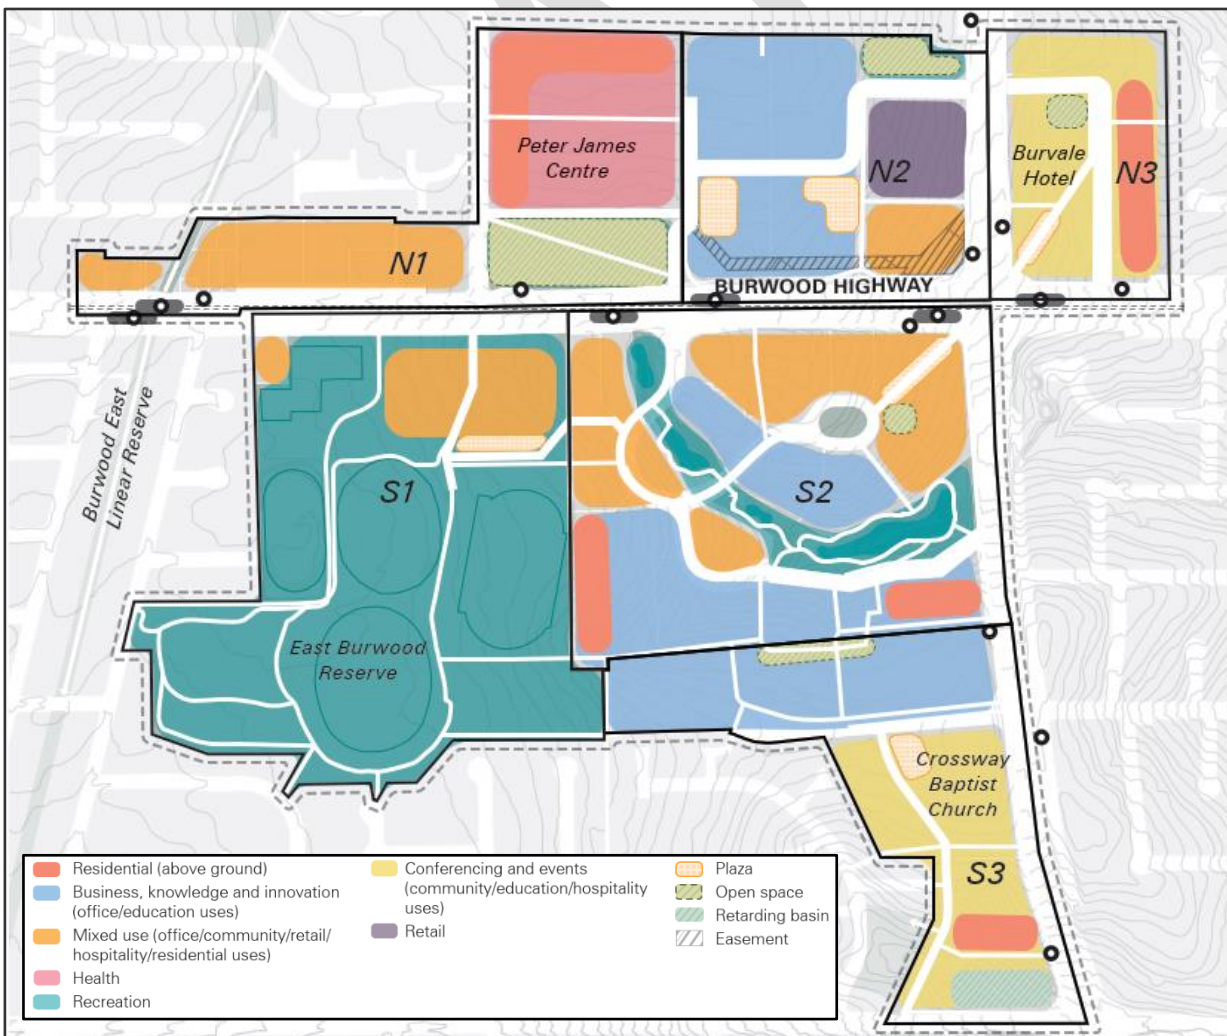 Peter James
Centre
N2
Burvale
Hotel
N3
N1
BURWOOD HIGHWAY
Burwood East
Linear Reserve
S1
S2
East Burwood
Reserve
Crossway
Baptist
Church
S3
Residential (above ground)
Business, knowledge and innovation
(office/education uses)
Mixed use (office/community/retail/
hospitality/residential uses)
Health
Recreation
Conferencing and events
(community/education/hospitality
uses)
Retail
Plaza
Open space
Retarding basin
Easement